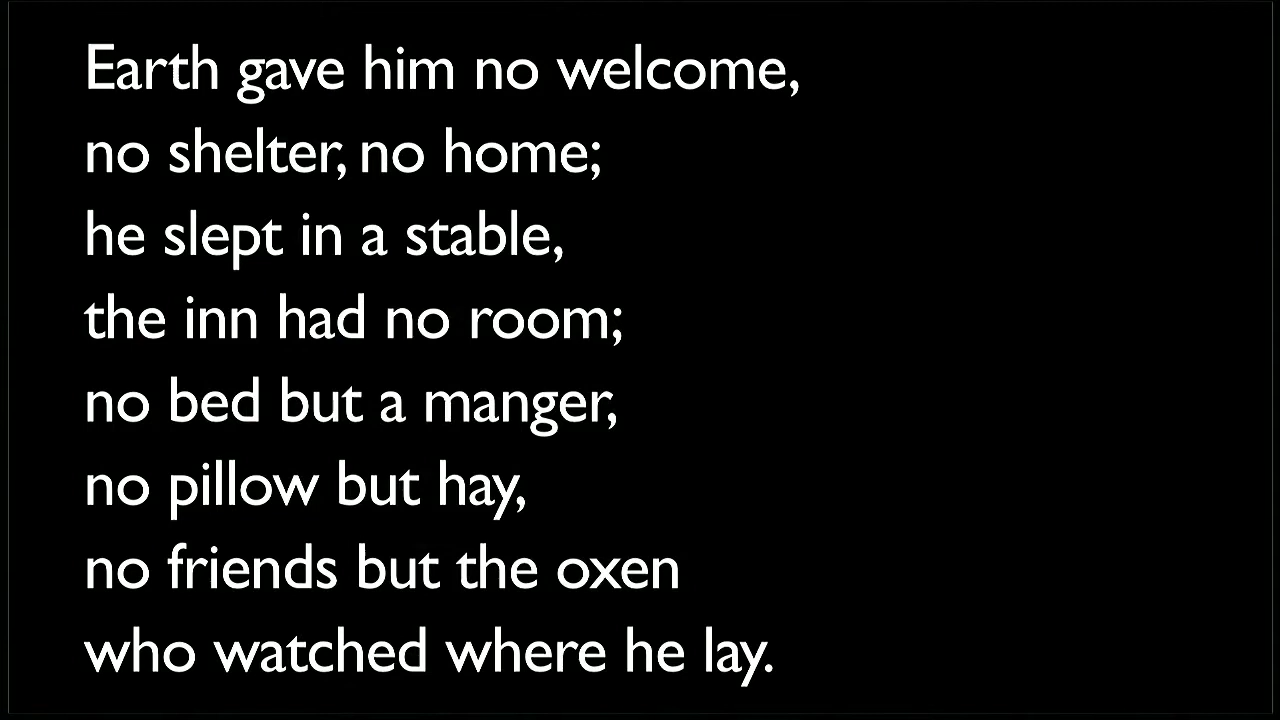 Earth gave him no welcome,
no shelter, no home;
he slept in a stable,
the inn had no room;
no bed but a manger,
no pillow but hay,
no friends but the oxen
who watched where he lay.